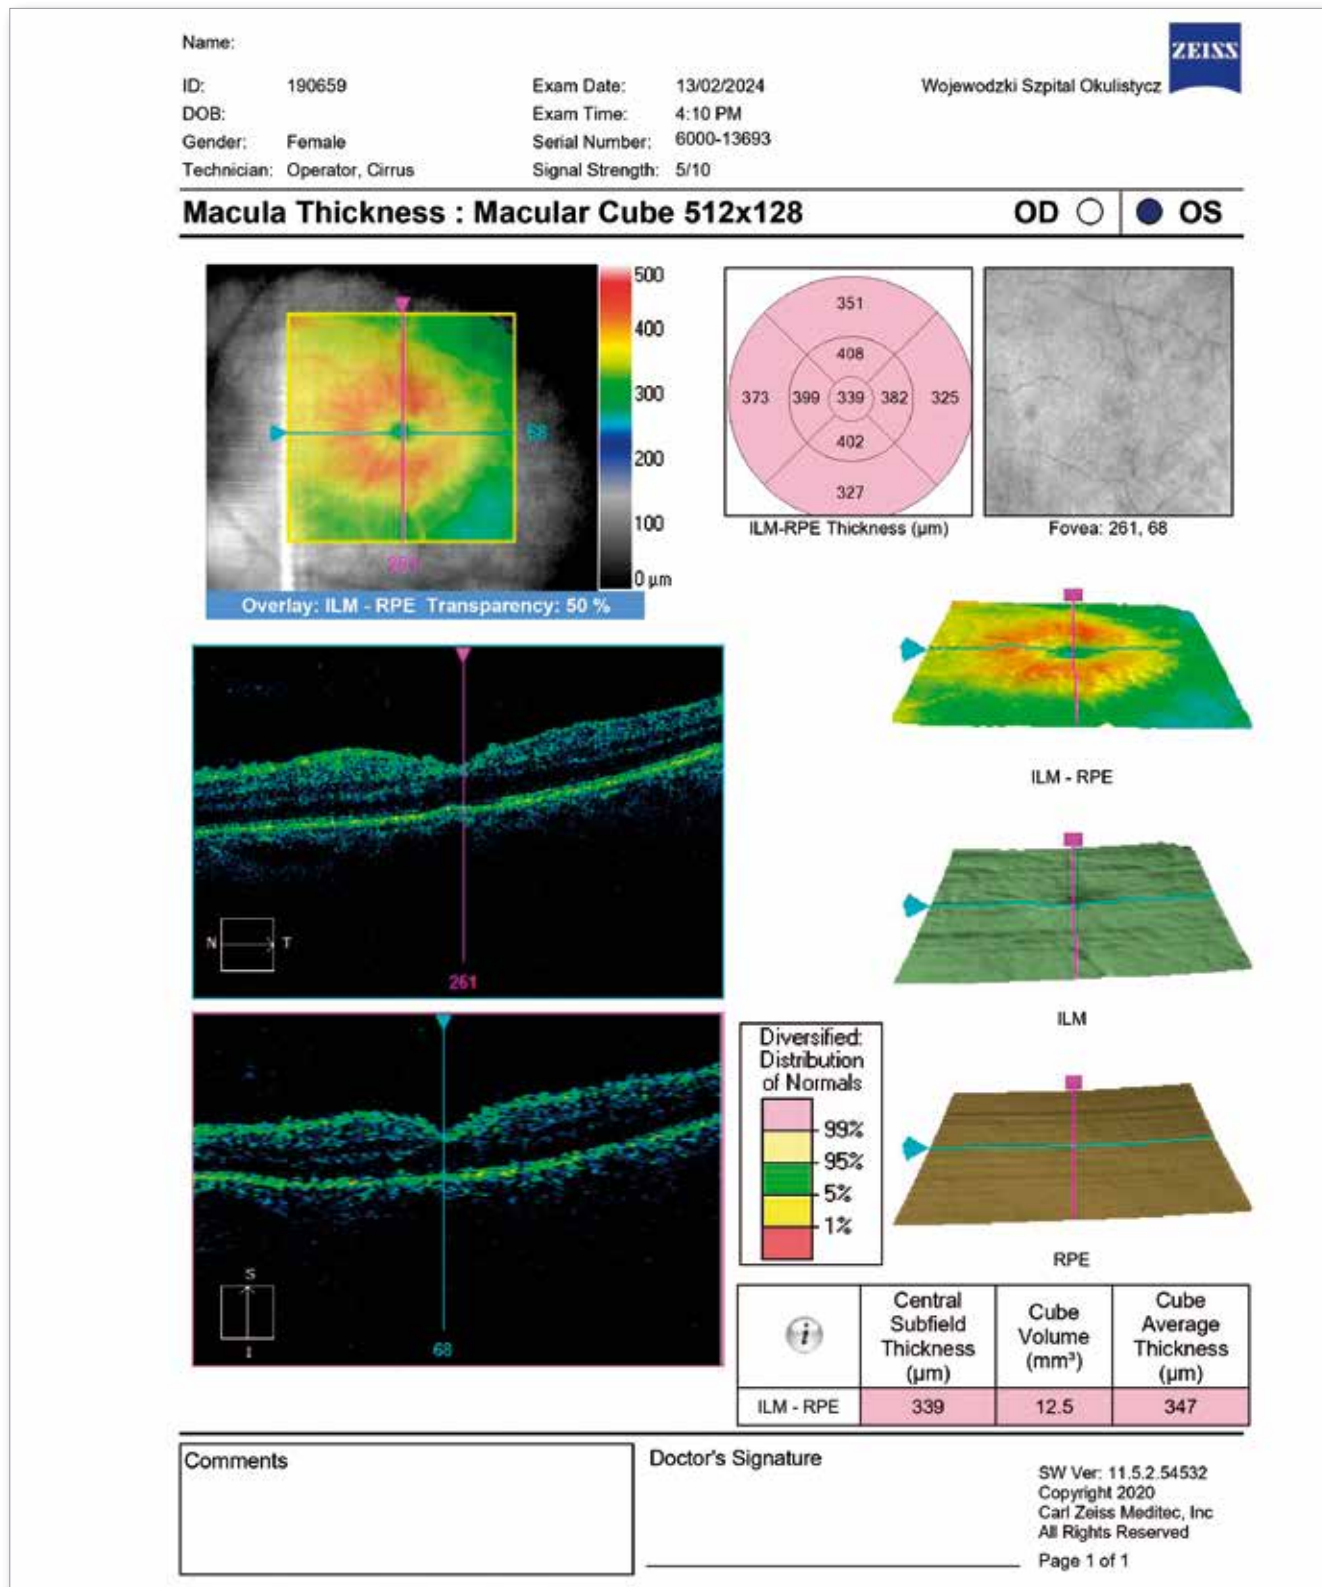 Name:
ZEISS
ID: 190659 Exam Date: 13/02/2024 Wojewodzki Szpital Okulistycz
DOB: Exam Time: 4:10 PM
Gender: Female Serial Number: 6000-13693
Technician: Operator, Cirrus Signal Strength: 5/10
Macula Thickness : Macular Cube 512x128 OD OS
500
400
300
200
100
0 µm
68
261
Overlay: ILM - RPE Transparency: 50 %
351
408
373 399 339 382 325
402
327
ILM-RPE Thickness (µm)
Fovea: 261, 68
ILM - RPE
N T
261
ILM
S
I
68
Diversified:
Distribution
of Normals
99%
95%
5%
1%
RPE
i
Central
Subfield
Thickness
(µm)
Cube
Volume
(mm³)
Cube
Average
Thickness
(µm)
ILM - RPE 339 12.5 347
Comments
Doctor's Signature
SW Ver: 11.5.2.54532
Copyright 2020
Carl Zeiss Meditec, Inc
All Rights Reserved
Page 1 of 1